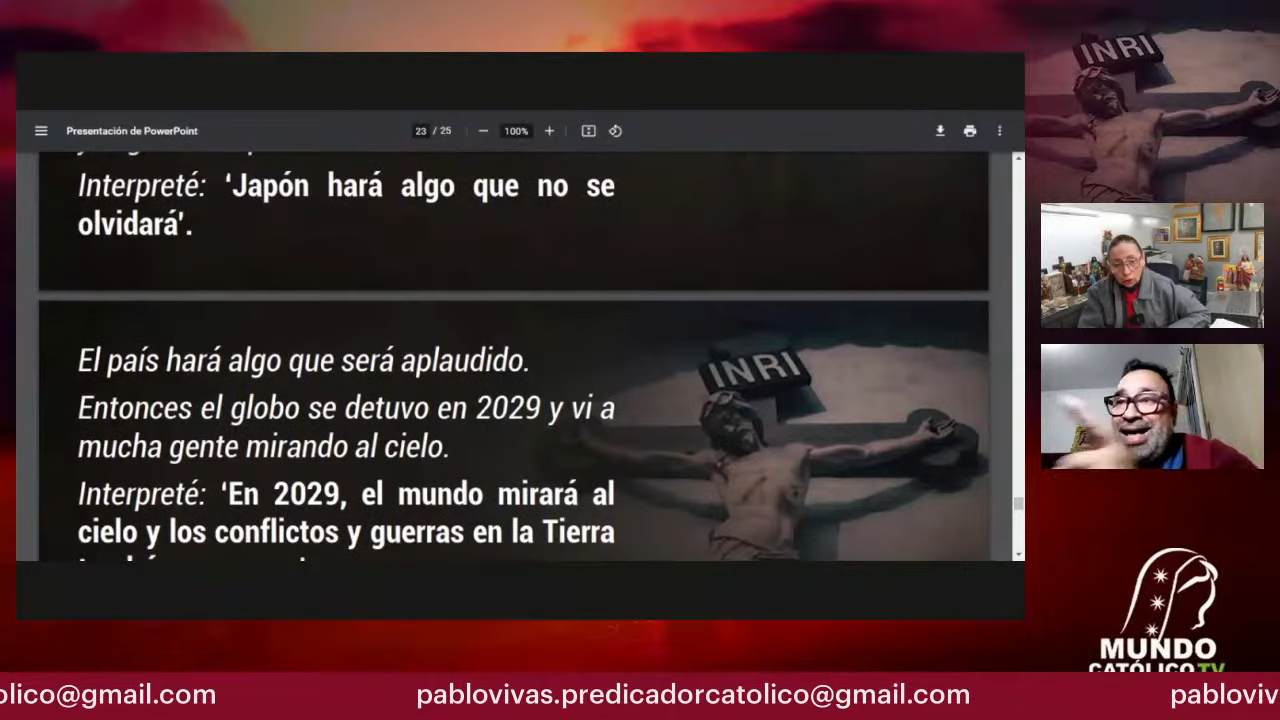 INRI
Presentación de PowerPoint
23 / 25
100%
Interpreté: ‘Japón hará algo que no se
olvidará’.
El país hará algo que será aplaudido.
Entonces el globo se detuvo en 2029 y vi a
mucha gente mirando al cielo.
Interpreté: ‘En 2029, el mundo mirará al
cielo y los conflictos y guerras en la Tierra
INRI
MUNDO
CATÓLICO TV
olico@gmail.com
pablovivas.predicadorcatolico@gmail.com
pabloviv